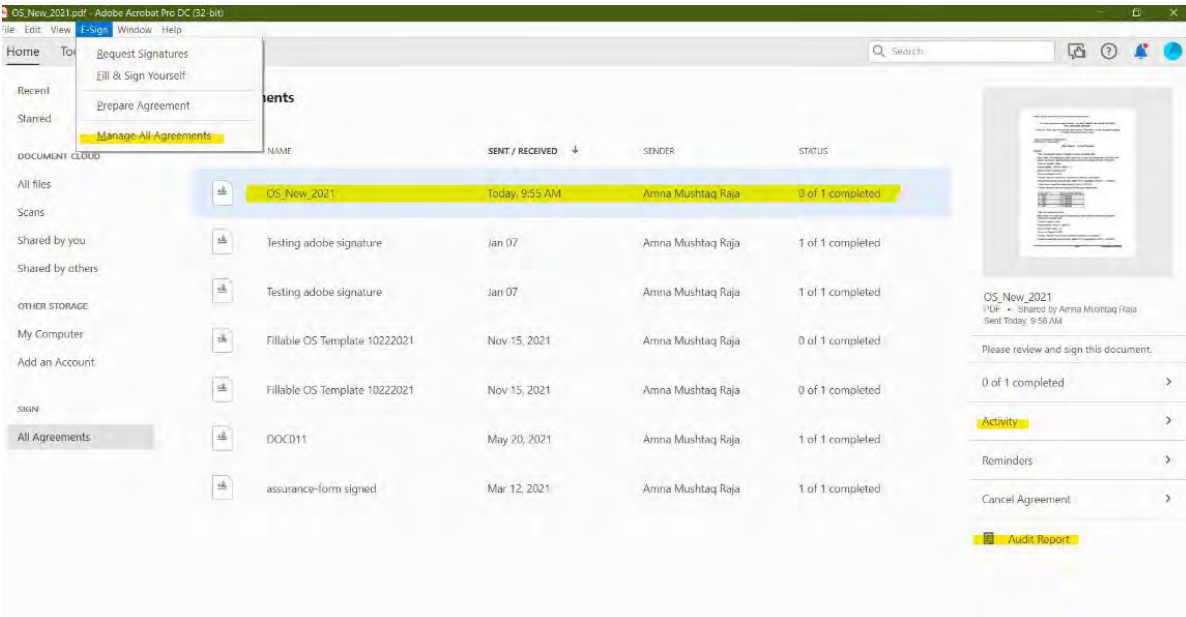 OS_New_2021.pdf - Adobe Acrobat Pro DC (32-bit)
File Edit View E-Sign Window Help
Home Search
Request Signatures
Fill & Sign Yourself
Prepare Agreement
Manage All Agreements
Recent
Starred
DOCUMENT CLOUD
All files
Scans
Shared by you
Shared by others
OTHER STORAGE
My Computer
Add an Account
SIGN
All Agreements
NAME SENT / RECEIVED ↓ SENDER STATUS
OS_New_2021 Today, 9:55 AM Amna Mushtaq Raja 0 of 1 completed
Testing adobe signature Jan 07 Amna Mushtaq Raja 1 of 1 completed
Testing adobe signature Jan 07 Amna Mushtaq Raja 1 of 1 completed
Fillable OS Template 10222021 Nov 15, 2021 Amna Mushtaq Raja 0 of 1 completed
Fillable OS Template 10222021 Nov 15, 2021 Amna Mushtaq Raja 0 of 1 completed
DOC011 May 20, 2021 Amna Mushtaq Raja 1 of 1 completed
assurance-form signed Mar 12, 2021 Amna Mushtaq Raja 1 of 1 completed
OS_New_2021
PDF • Shared by Amna Mushtaq Raja
Sent Today, 9:56 AM
Please review and sign this document.
0 of 1 completed
Activity
Reminders
Cancel Agreement
Audit Report